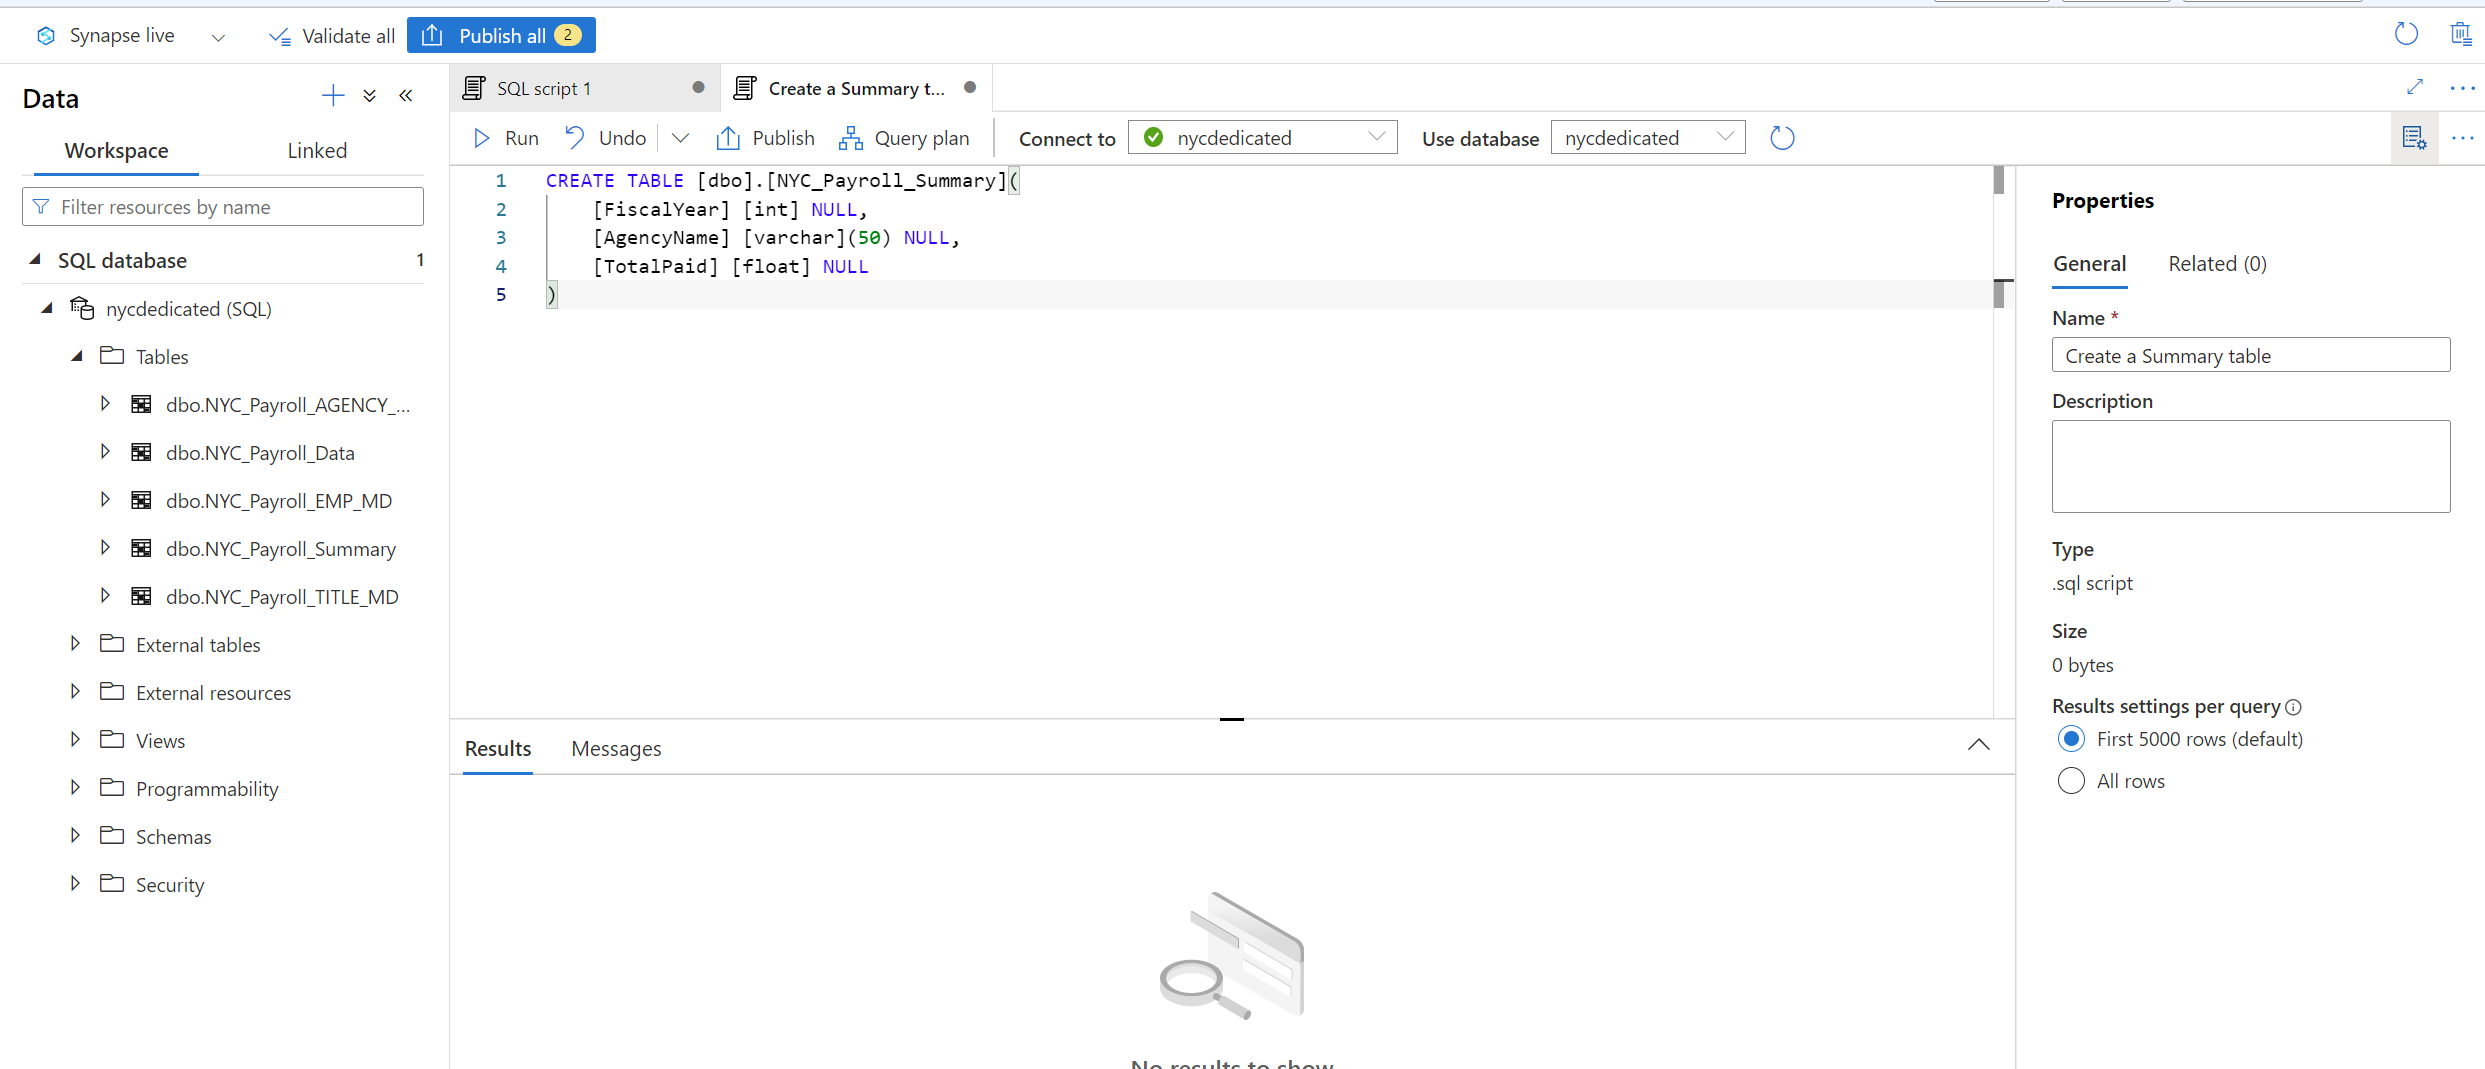 Synapse live
Validate all
Publish all 2
Data
Workspace
Linked
Filter resources by name
SQL database 1
nycdedicated (SQL)
Tables
dbo.NYC_Payroll_AGENCY_...
dbo.NYC_Payroll_Data
dbo.NYC_Payroll_EMP_MD
dbo.NYC_Payroll_Summary
dbo.NYC_Payroll_TITLE_MD
External tables
External resources
Views
Programmability
Schemas
Security
SQL script 1
Create a Summary t...
Run
Undo
Publish
Query plan
Connect to
nycdedicated
Use database
nycdedicated
1 CREATE TABLE [dbo].[NYC_Payroll_Summary](
2 [FiscalYear] [int] NULL,
3 [AgencyName] [varchar](50) NULL,
4 [TotalPaid] [float] NULL
5 )
Results
Messages
No results to show
Properties
General
Related (0)
Name *
Create a Summary table
Description
Type
.sql script
Size
0 bytes
Results settings per query
First 5000 rows (default)
All rows